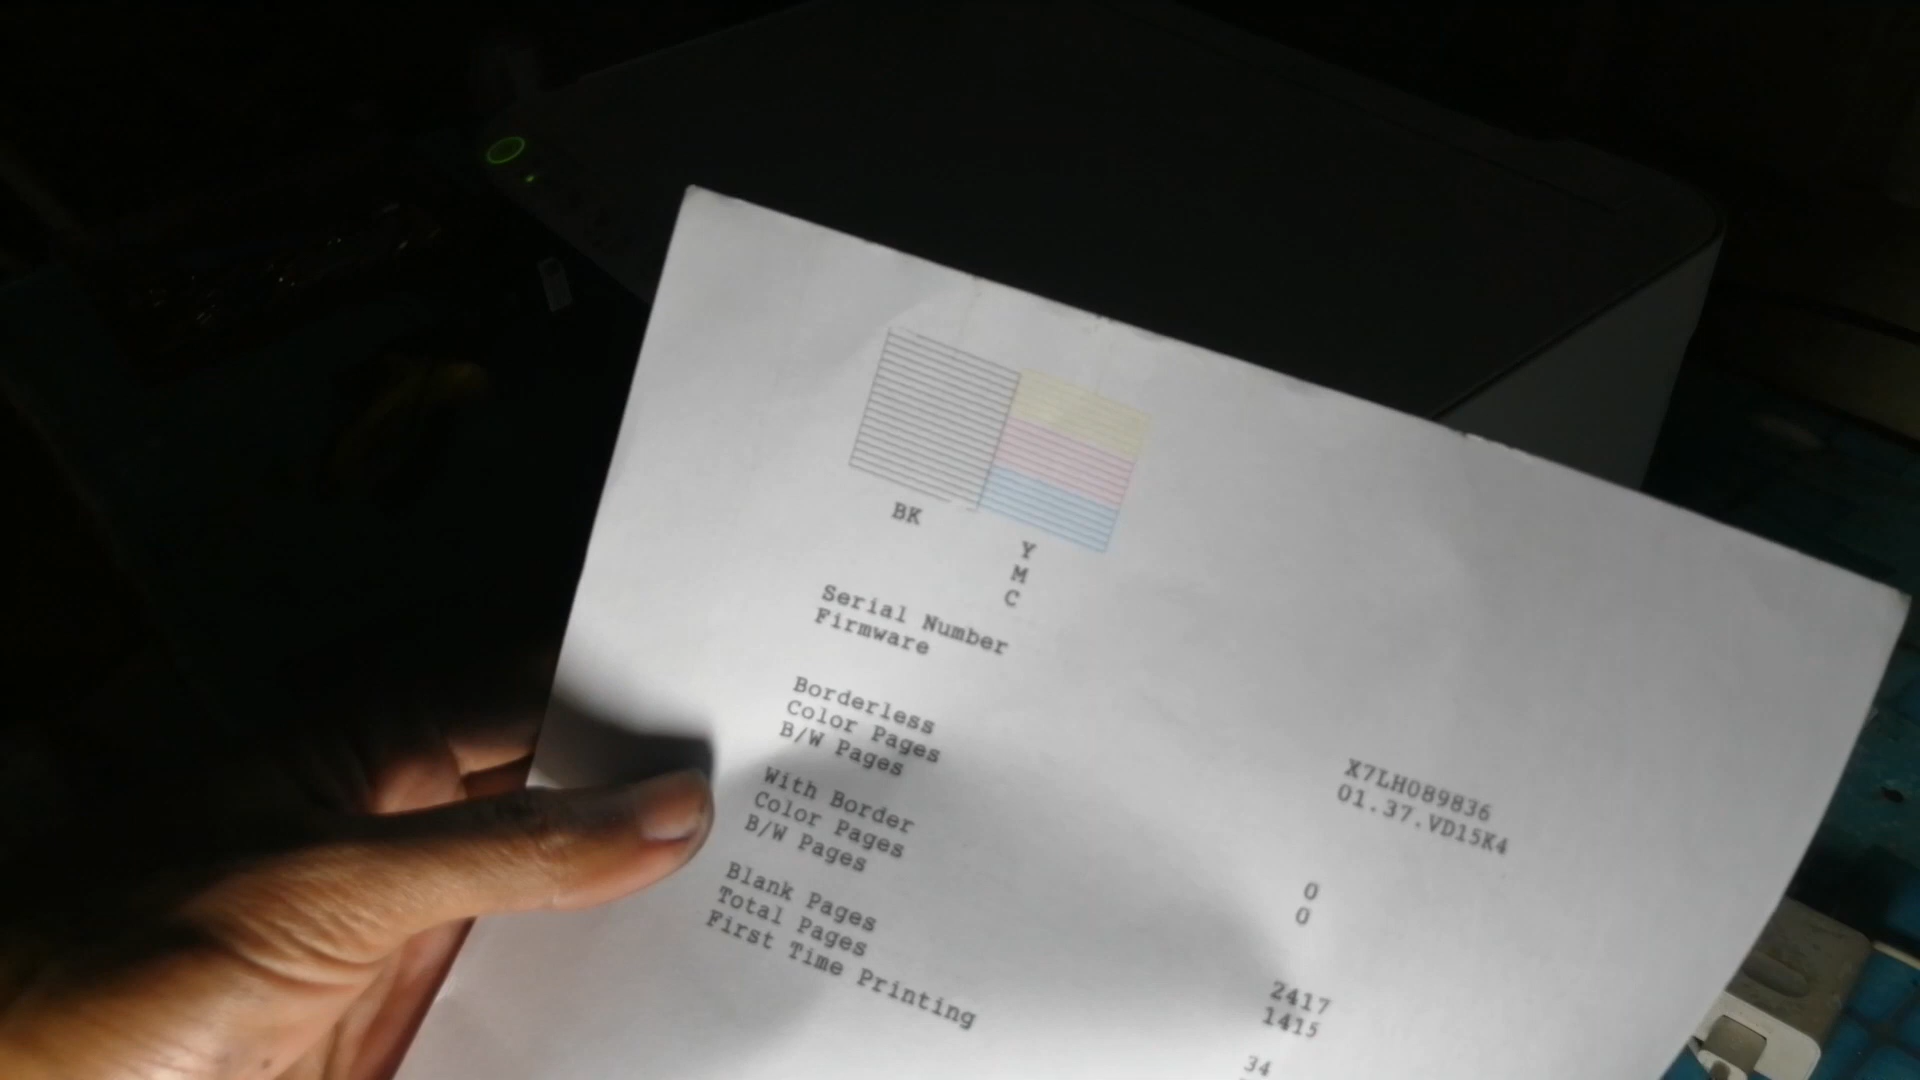 BK
Y
M
C
Serial Number X7LH089836
Firmware 01.37.VD15K4
Borderless
Color Pages 0
B/W Pages 0
With Border
Color Pages 2417
B/W Pages 1415
Blank Pages 34
Total Pages
First Time Printing